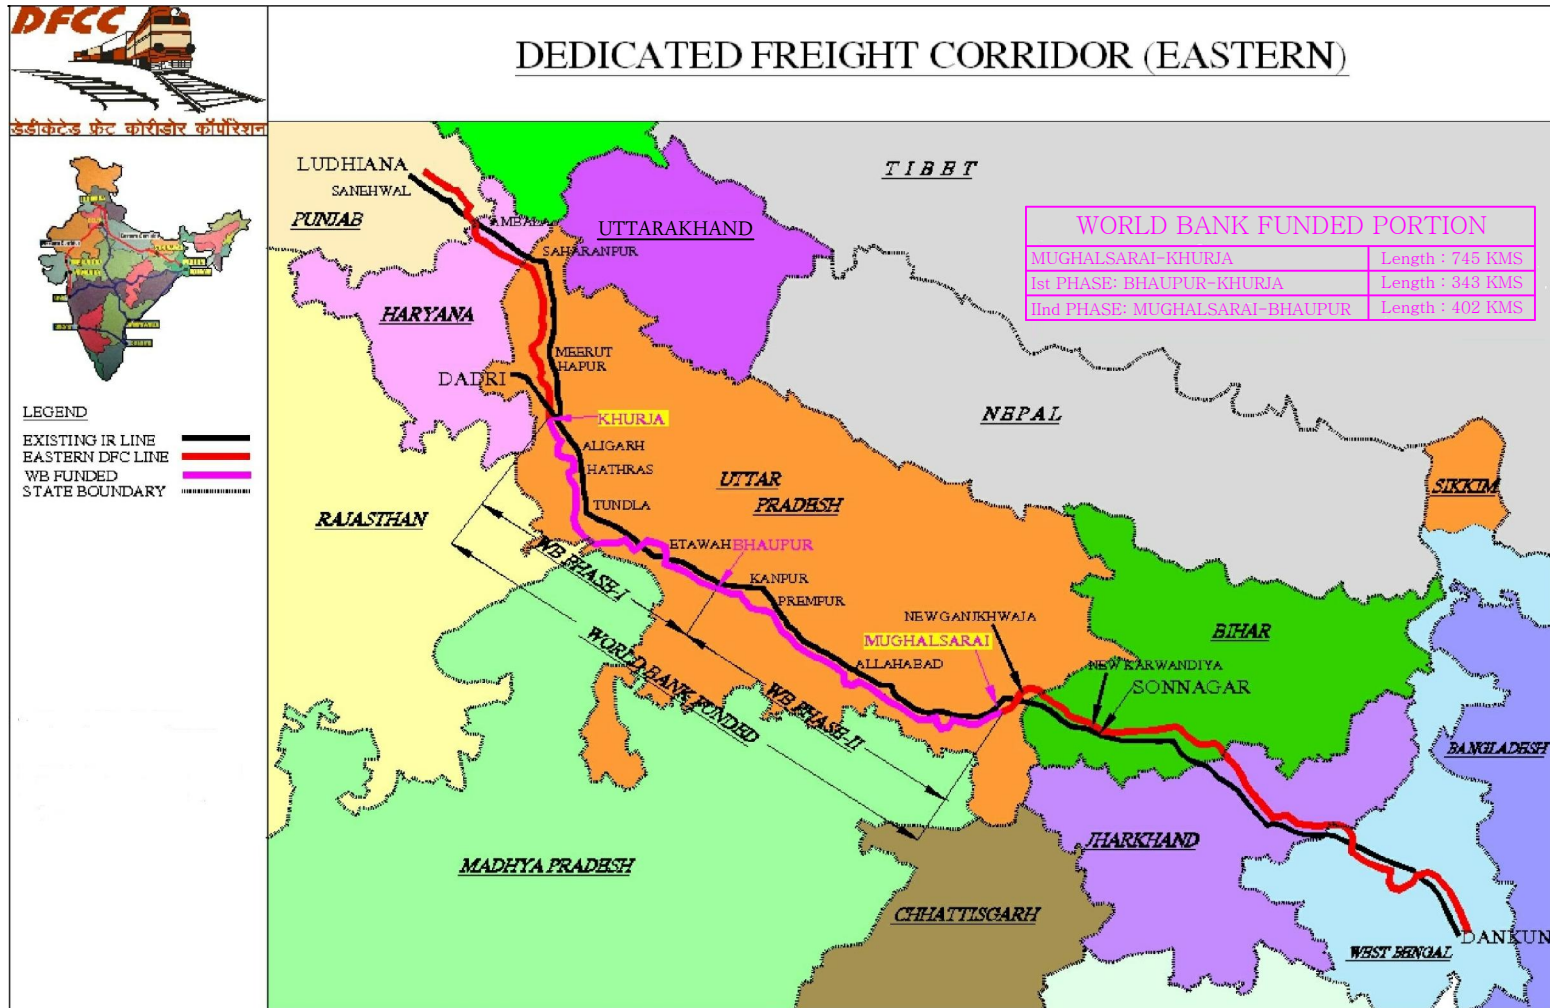 DFCC
डेडीकेटेड फ्रेट कोरीडोर कॉर्पोरेशन
DEDICATED FREIGHT CORRIDOR (EASTERN)
LEGEND
EXISTING IR LINE
EASTERN DFC LINE
WB FUNDED
STATE BOUNDARY
WORLD BANK FUNDED PORTION
MUGHALSARAI-KHURJA Length : 745 KMS
Ist PHASE: BHAUPUR-KHURJA Length : 343 KMS
IInd PHASE: MUGHALSARAI-BHAUPUR Length : 402 KMS
TIBET
LUDHIANA
SANEHWAL
PUNJAB
UTTARAKHAND
SAHARANPUR
HARYANA
MEERUT
HAPUR
DADRI
KHURJA
NEPAL
ALIGARH
HATHRAS
UTTAR
PRADESH
SIKKIM
TUNDLA
RAJASTHAN
ETAWAH
BHAUPUR
WB PHASE-I
KANPUR
PREMPUR
NEWGANJKHWAJA
MUGHALSARAI
BIHAR
ALLAHABAD
NEW KARWANDIYA
SONNAGAR
WORLD BANK FUNDED
WB PHASE-II
BANGLADESH
JHARKHAND
MADHYA PRADESH
CHHATTISGARH
DANKUN
WEST BENGAL